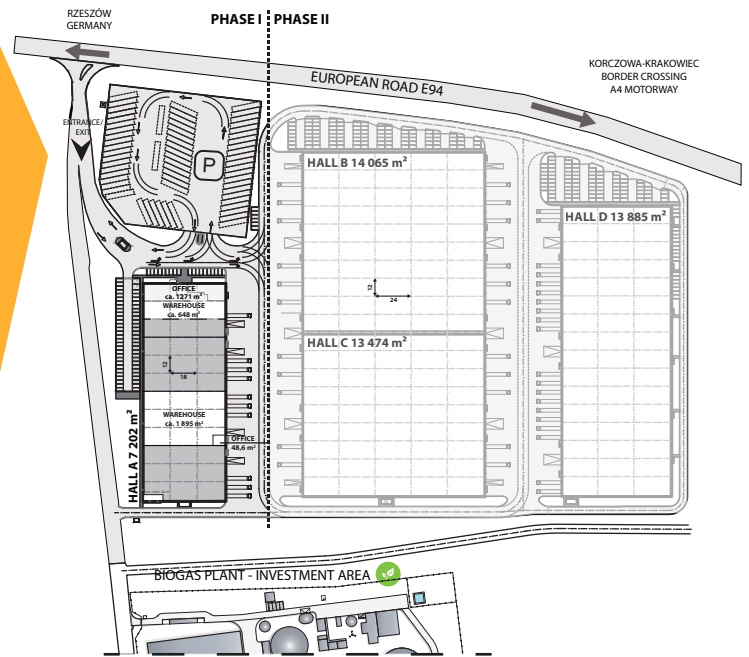 RZESZÓW
GERMANY
PHASE I
PHASE II
KORCZOWA-KRAKOWIEC
BORDER CROSSING
A4 MOTORWAY
EUROPEAN ROAD E94
ENTRANCE/
EXIT
P
HALL B 14 065 m²
HALL D 13 885 m²
OFFICE
ca. 1271 m²
WAREHOUSE
ca. 648 m²
12
24
HALL C 13 474 m²
12
18
WAREHOUSE
ca. 1 895 m²
OFFICE
48,6 m²
HALL A 7 202 m²
BIOGAS PLANT - INVESTMENT AREA